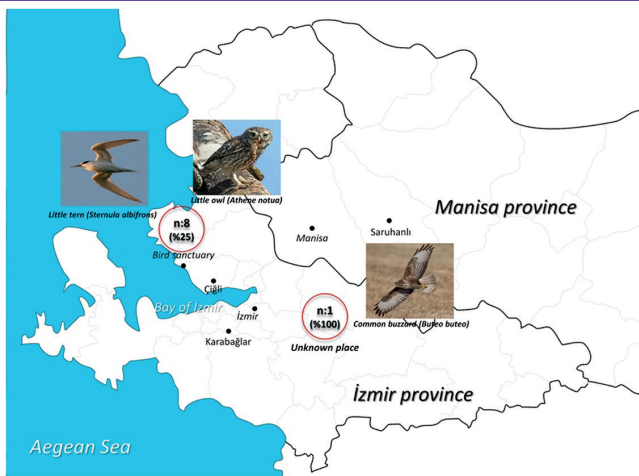 Little owl (Athene notua)
Little tern (Sternula albifrons)
n:8
(%25)
Bird sanctuary
Manisa province
Saruhanlı
Manisa
Çiğli
Bay of İzmir
İzmir
Karabağlar
n:1
(%100)
Common buzzard (Buteo buteo)
Unknown place
İzmir province
Aegean Sea